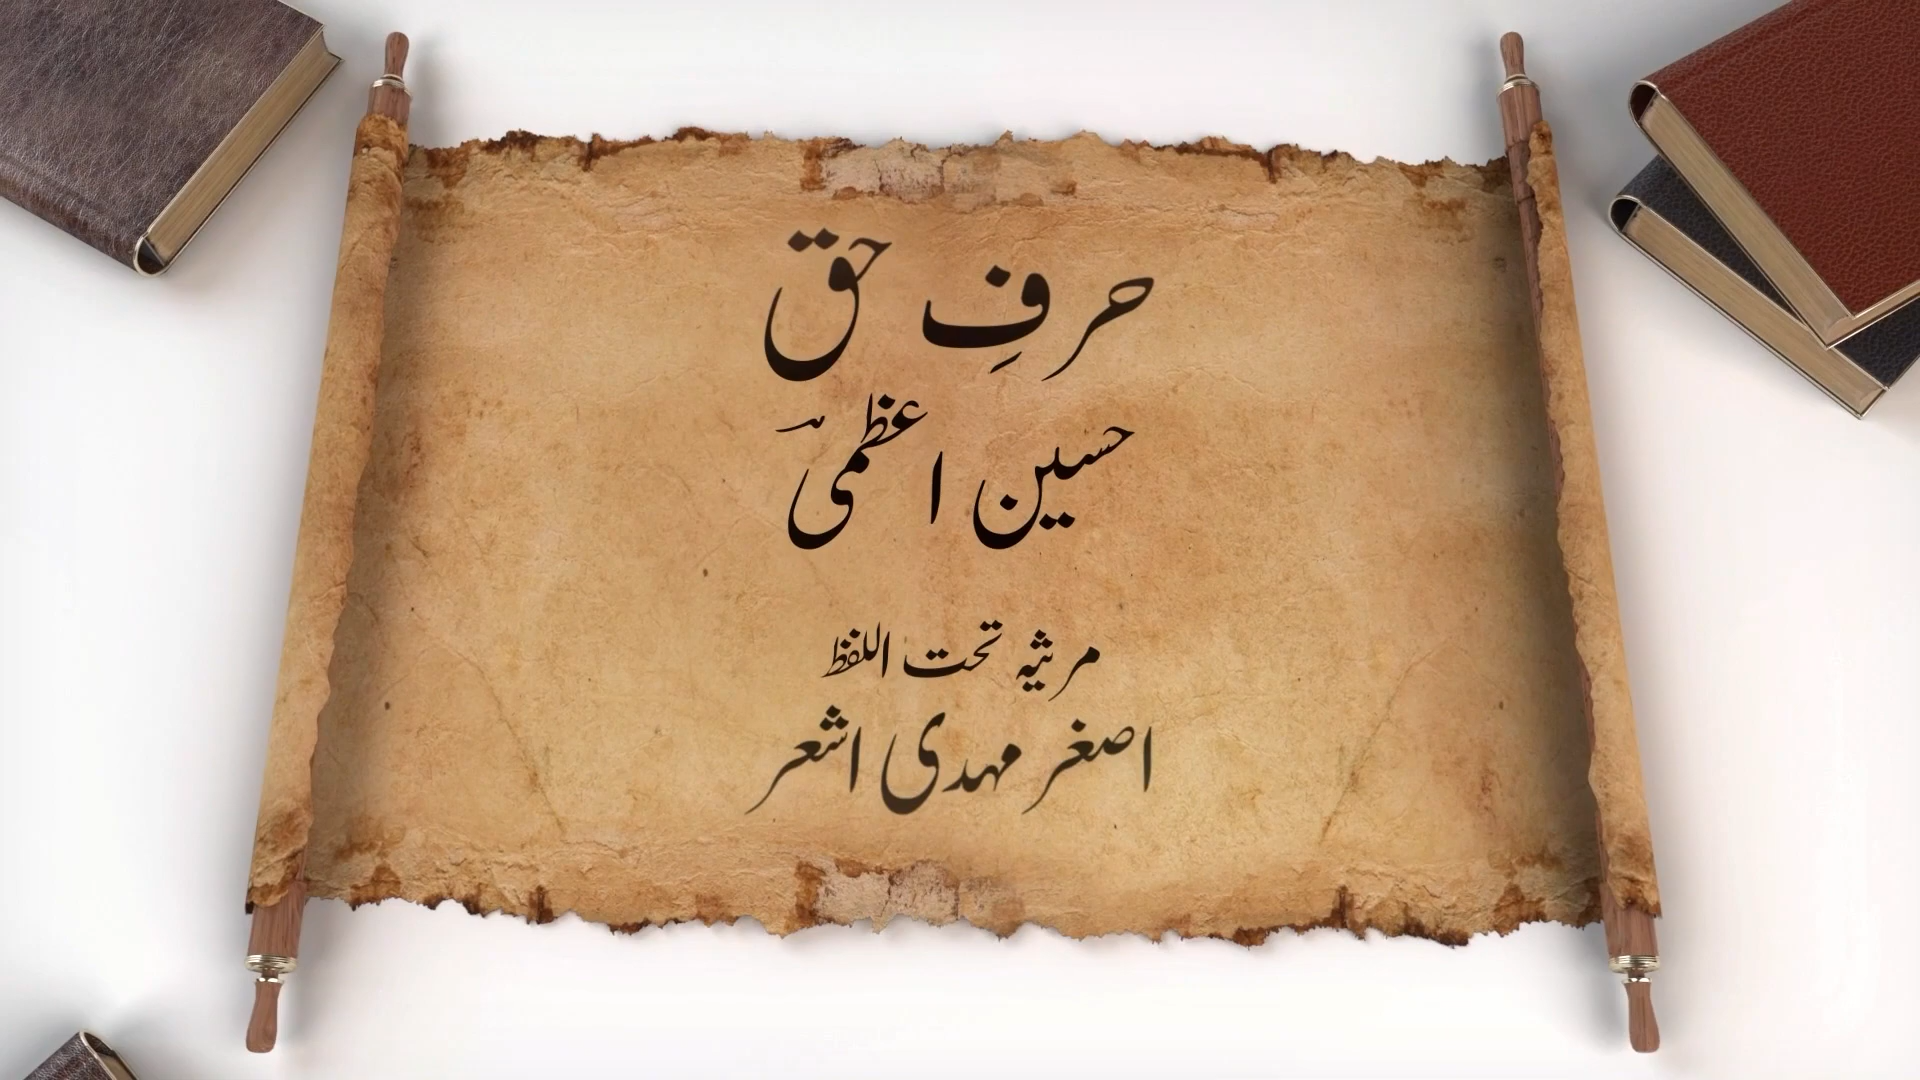 حرفِ حق
حسین اعظمیؔ
مرثیہ تحت اللفظ
اصغر مہدی اشعر